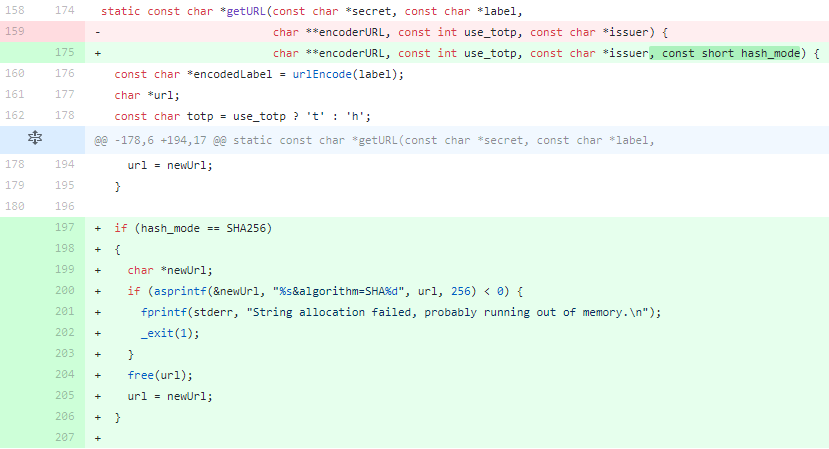 158 174 static const char *getURL(const char *secret, const char *label,
159 - char **encoderURL, const int use_totp, const char *issuer) {
175 + char **encoderURL, const int use_totp, const char *issuer, const short hash_mode) {
160 176 const char *encodedLabel = urlEncode(label);
161 177 char *url;
162 178 const char totp = use_totp ? 't' : 'h';
@@ -178,6 +194,17 @@ static const char *getURL(const char *secret, const char *label,
178 194 url = newUrl;
179 195 }
180 196
197 + if (hash_mode == SHA256)
198 + {
199 + char *newUrl;
200 + if (asprintf(&newUrl, "%s&algorithm=SHA%d", url, 256) < 0) {
201 + fprintf(stderr, "String allocation failed, probably running out of memory.\n");
202 + _exit(1);
203 + }
204 + free(url);
205 + url = newUrl;
206 + }
207 +